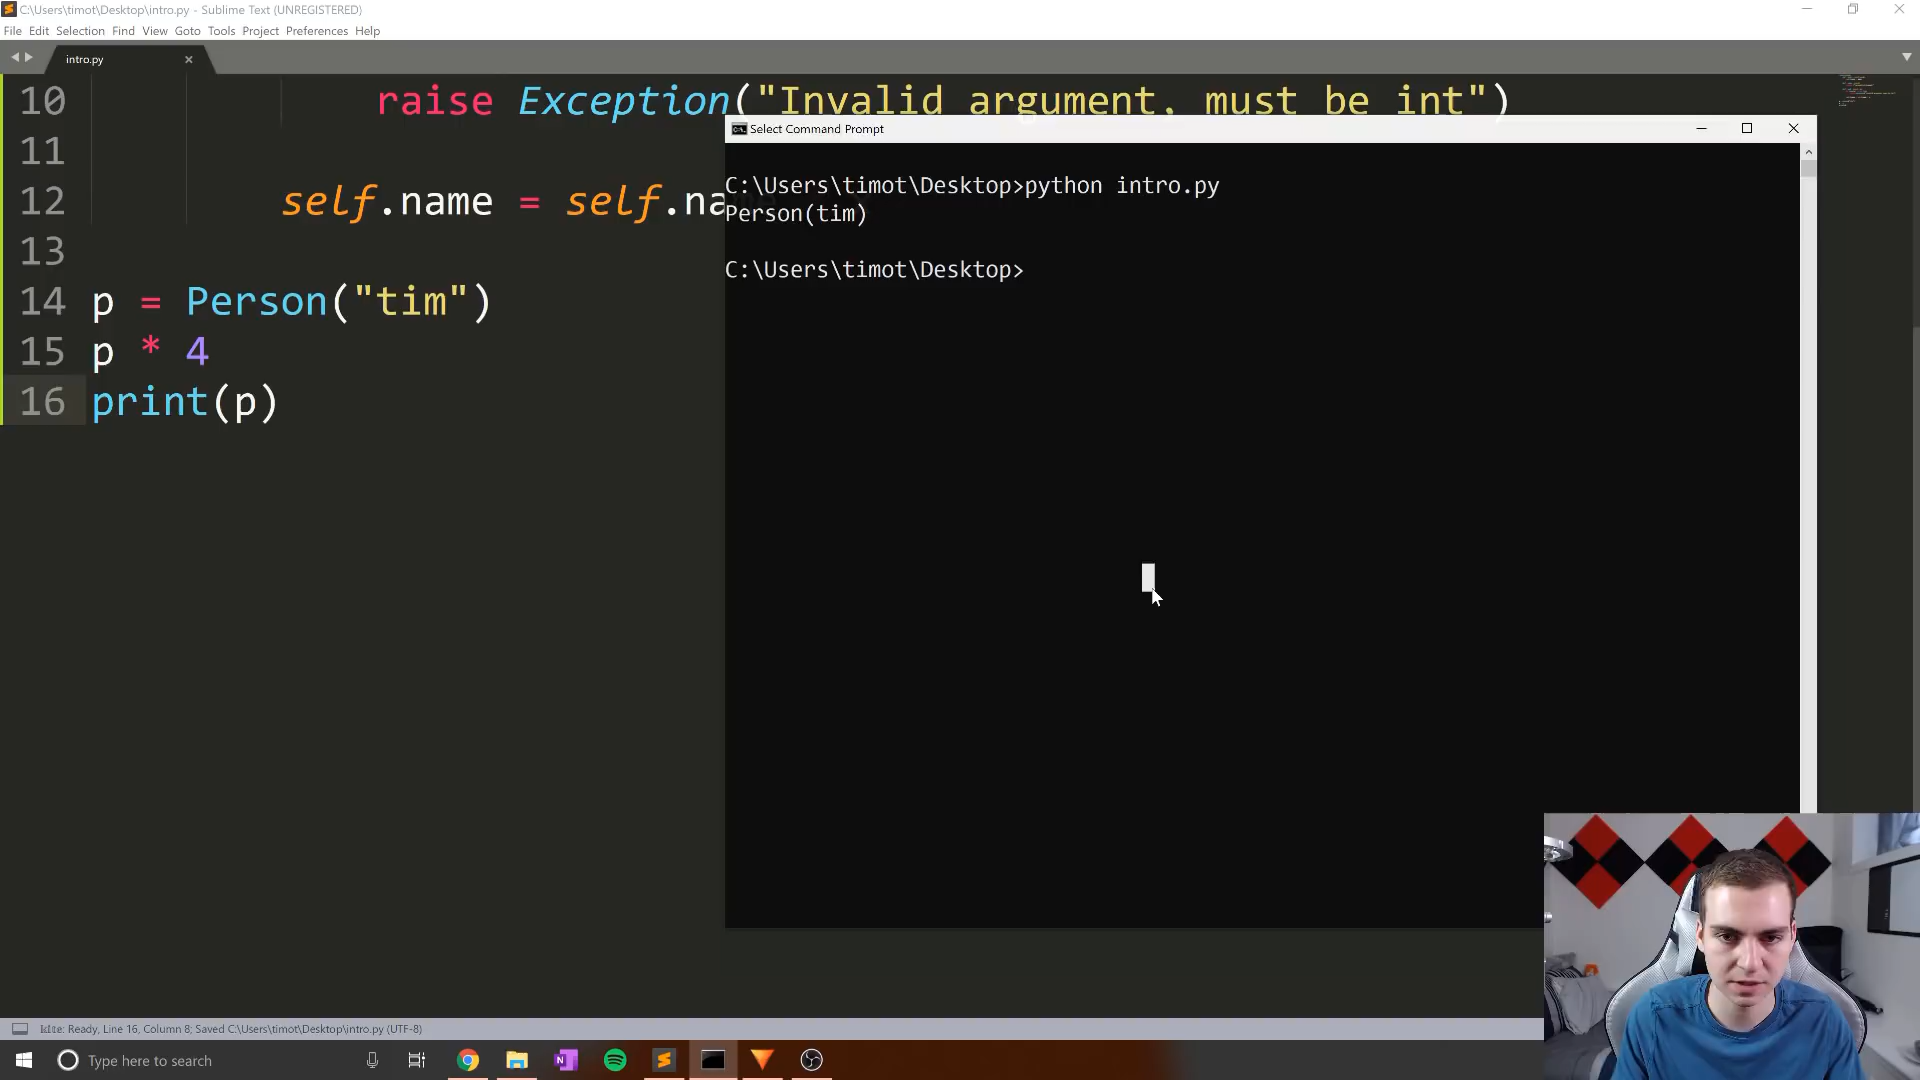 C:\Users\timot\Desktop\intro.py - Sublime Text (UNREGISTERED)
File Edit Selection Find View Goto Tools Project Preferences Help
intro.py
10 raise Exception("Invalid argument, must be int")
11
12 self.name = self.na
13
14 p = Person("tim")
15 p * 4
16 print(p)
Select Command Prompt
C:\Users\timot\Desktop>python intro.py
Person(tim)
C:\Users\timot\Desktop>
Ready, Line 16, Column 8; Saved C:\Users\timot\Desktop\intro.py (UTF-8)
Type here to search